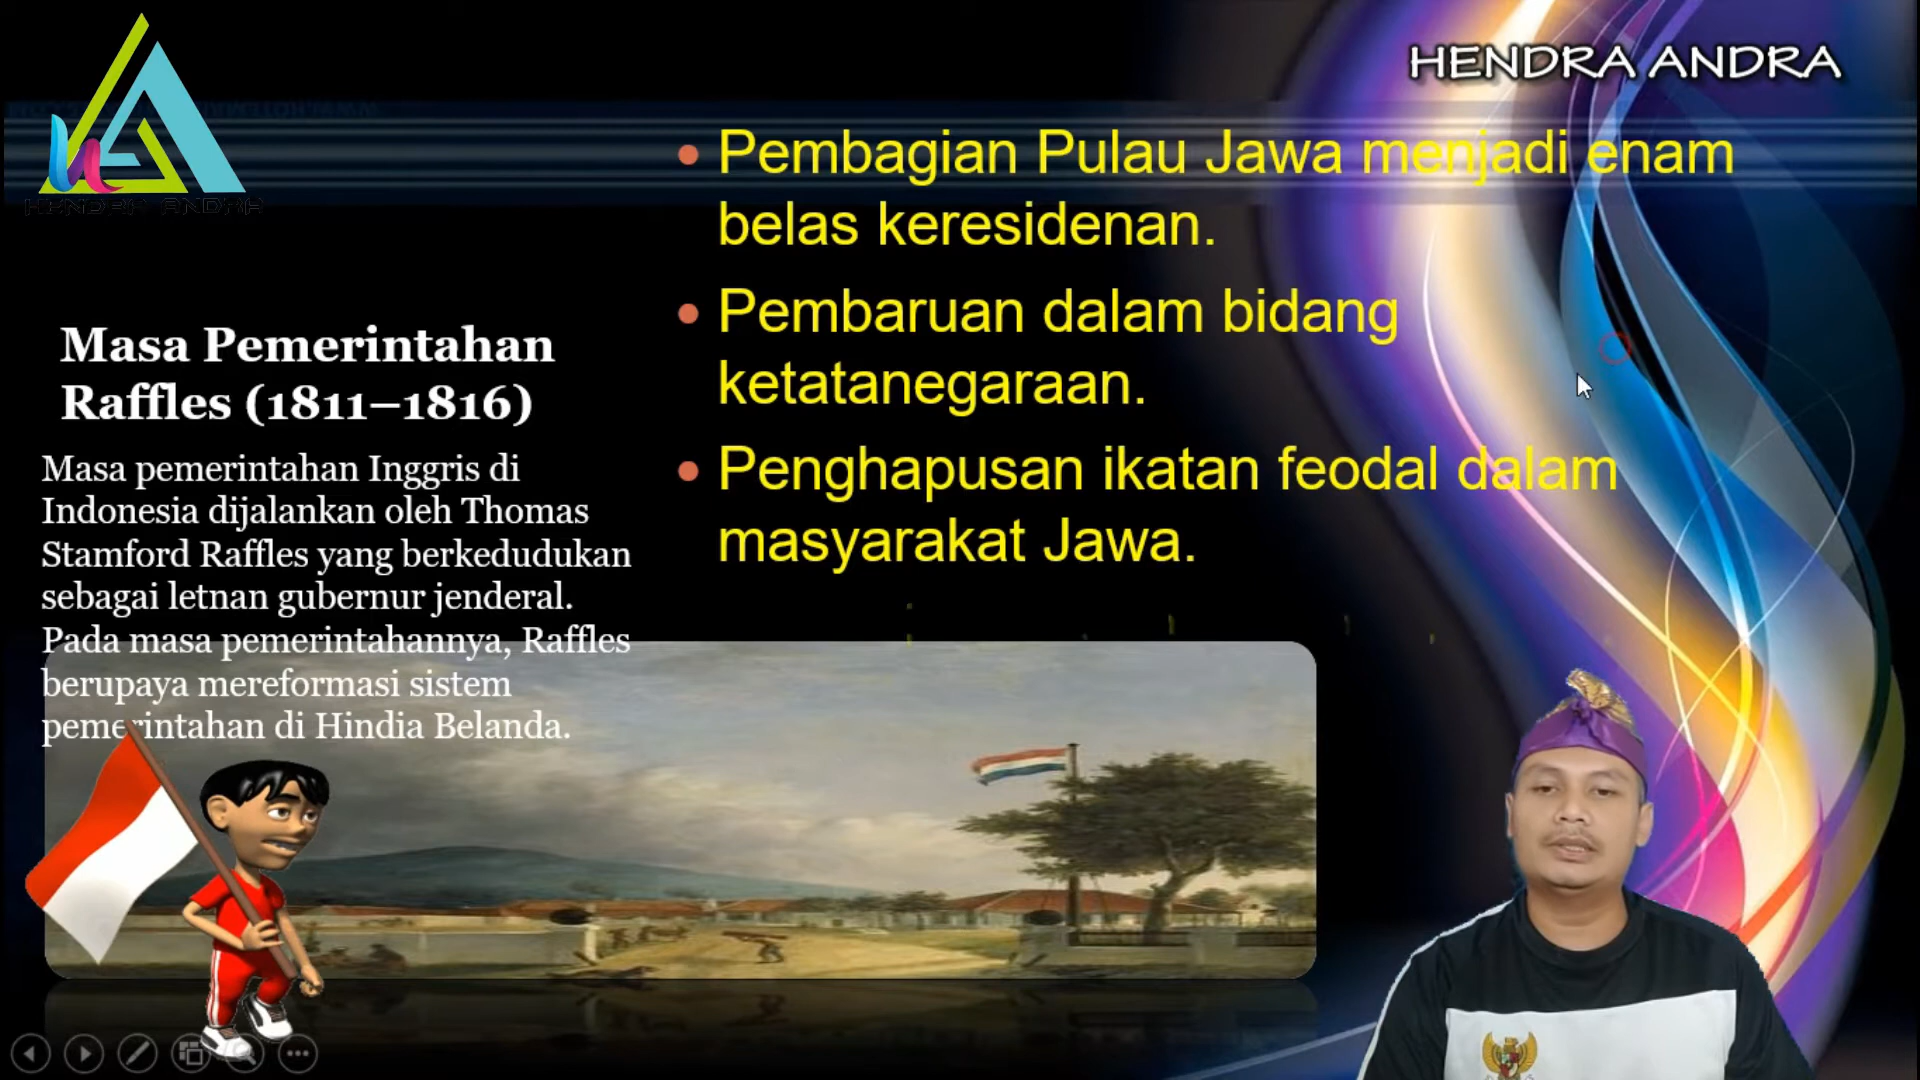 HENDRA ANDRA
HENDRA ANDRA
Masa Pemerintahan
Raffles (1811–1816)
Masa pemerintahan Inggris di
Indonesia dijalankan oleh Thomas
Stamford Raffles yang berkedudukan
sebagai letnan gubernur jenderal.
Pada masa pemerintahannya, Raffles
berupaya mereformasi sistem
pemerintahan di Hindia Belanda.
• Pembagian Pulau Jawa menjadi enam
belas keresidenan.
• Pembaruan dalam bidang
ketatanegaraan.
• Penghapusan ikatan feodal dalam
masyarakat Jawa.